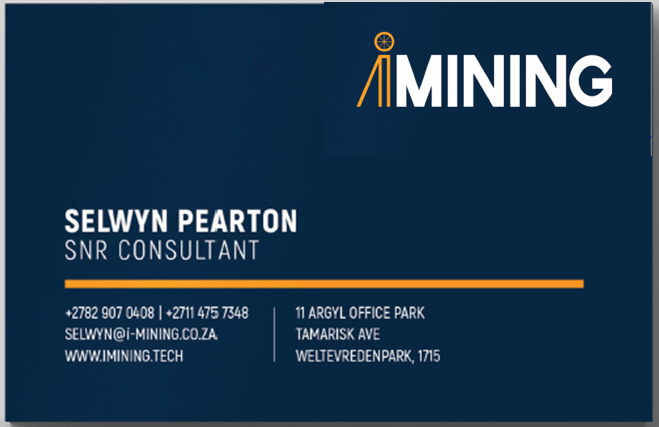 iMINING
SELWYN PEARTON
SNR CONSULTANT
+2782 907 0408 | +2711 475 7348
SELWYN@i-MINING.CO.ZA
WWW.IMINING.TECH
11 ARGYL OFFICE PARK
TAMARISK AVE
WELTEVREDENPARK, 1715